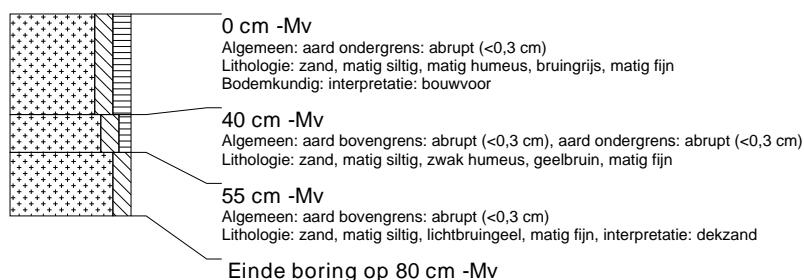 0 cm -Mv
Algemeen: aard ondergrens: abrupt (<0,3 cm)
Lithologie: zand, matig siltig, matig humeus, bruingrijs, matig fijn
Bodemkundig: interpretatie: bouwvoor
40 cm -Mv
Algemeen: aard bovengrens: abrupt (<0,3 cm), aard ondergrens: abrupt (<0,3 cm)
Lithologie: zand, matig siltig, zwak humeus, geelbruin, matig fijn
55 cm -Mv
Algemeen: aard bovengrens: abrupt (<0,3 cm)
Lithologie: zand, matig siltig, lichtbruingeel, matig fijn, interpretatie: dekzand
Einde boring op 80 cm -Mv